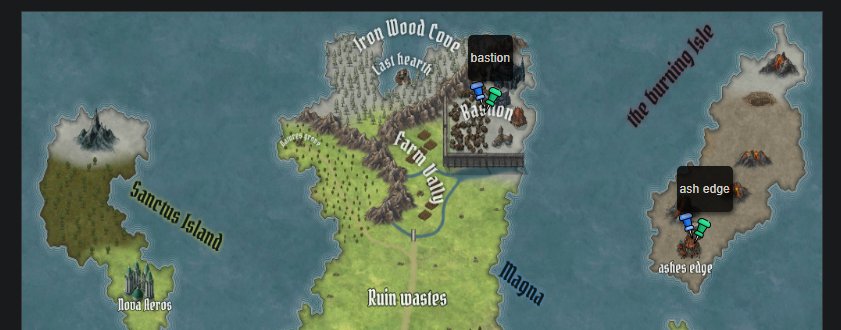 Iron Wood Cove
Last hearth
bastion
Bastion
the burning Isle
Farm Vally
ash edge
Sanctus Island
ashes edge
Magna
Nova Aeros
Ruin wastes